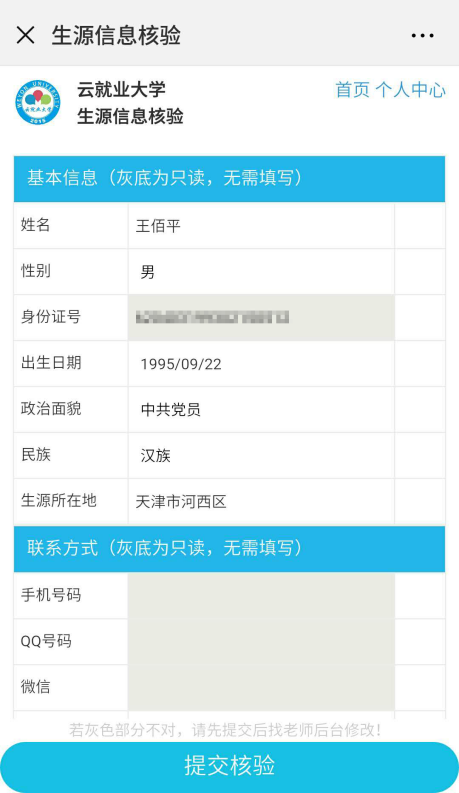 生源信息核验
云就业大学
首页 个人中心
生源信息核验
基本信息（灰底为只读，无需填写）
姓名 王佰平
性别 男
身份证号
出生日期 1995/09/22
政治面貌 中共党员
民族 汉族
生源所在地 天津市河西区
联系方式（灰底为只读，无需填写）
手机号码
QQ号码
微信
若灰色部分不对，请先提交后找老师后台修改！
提交核验